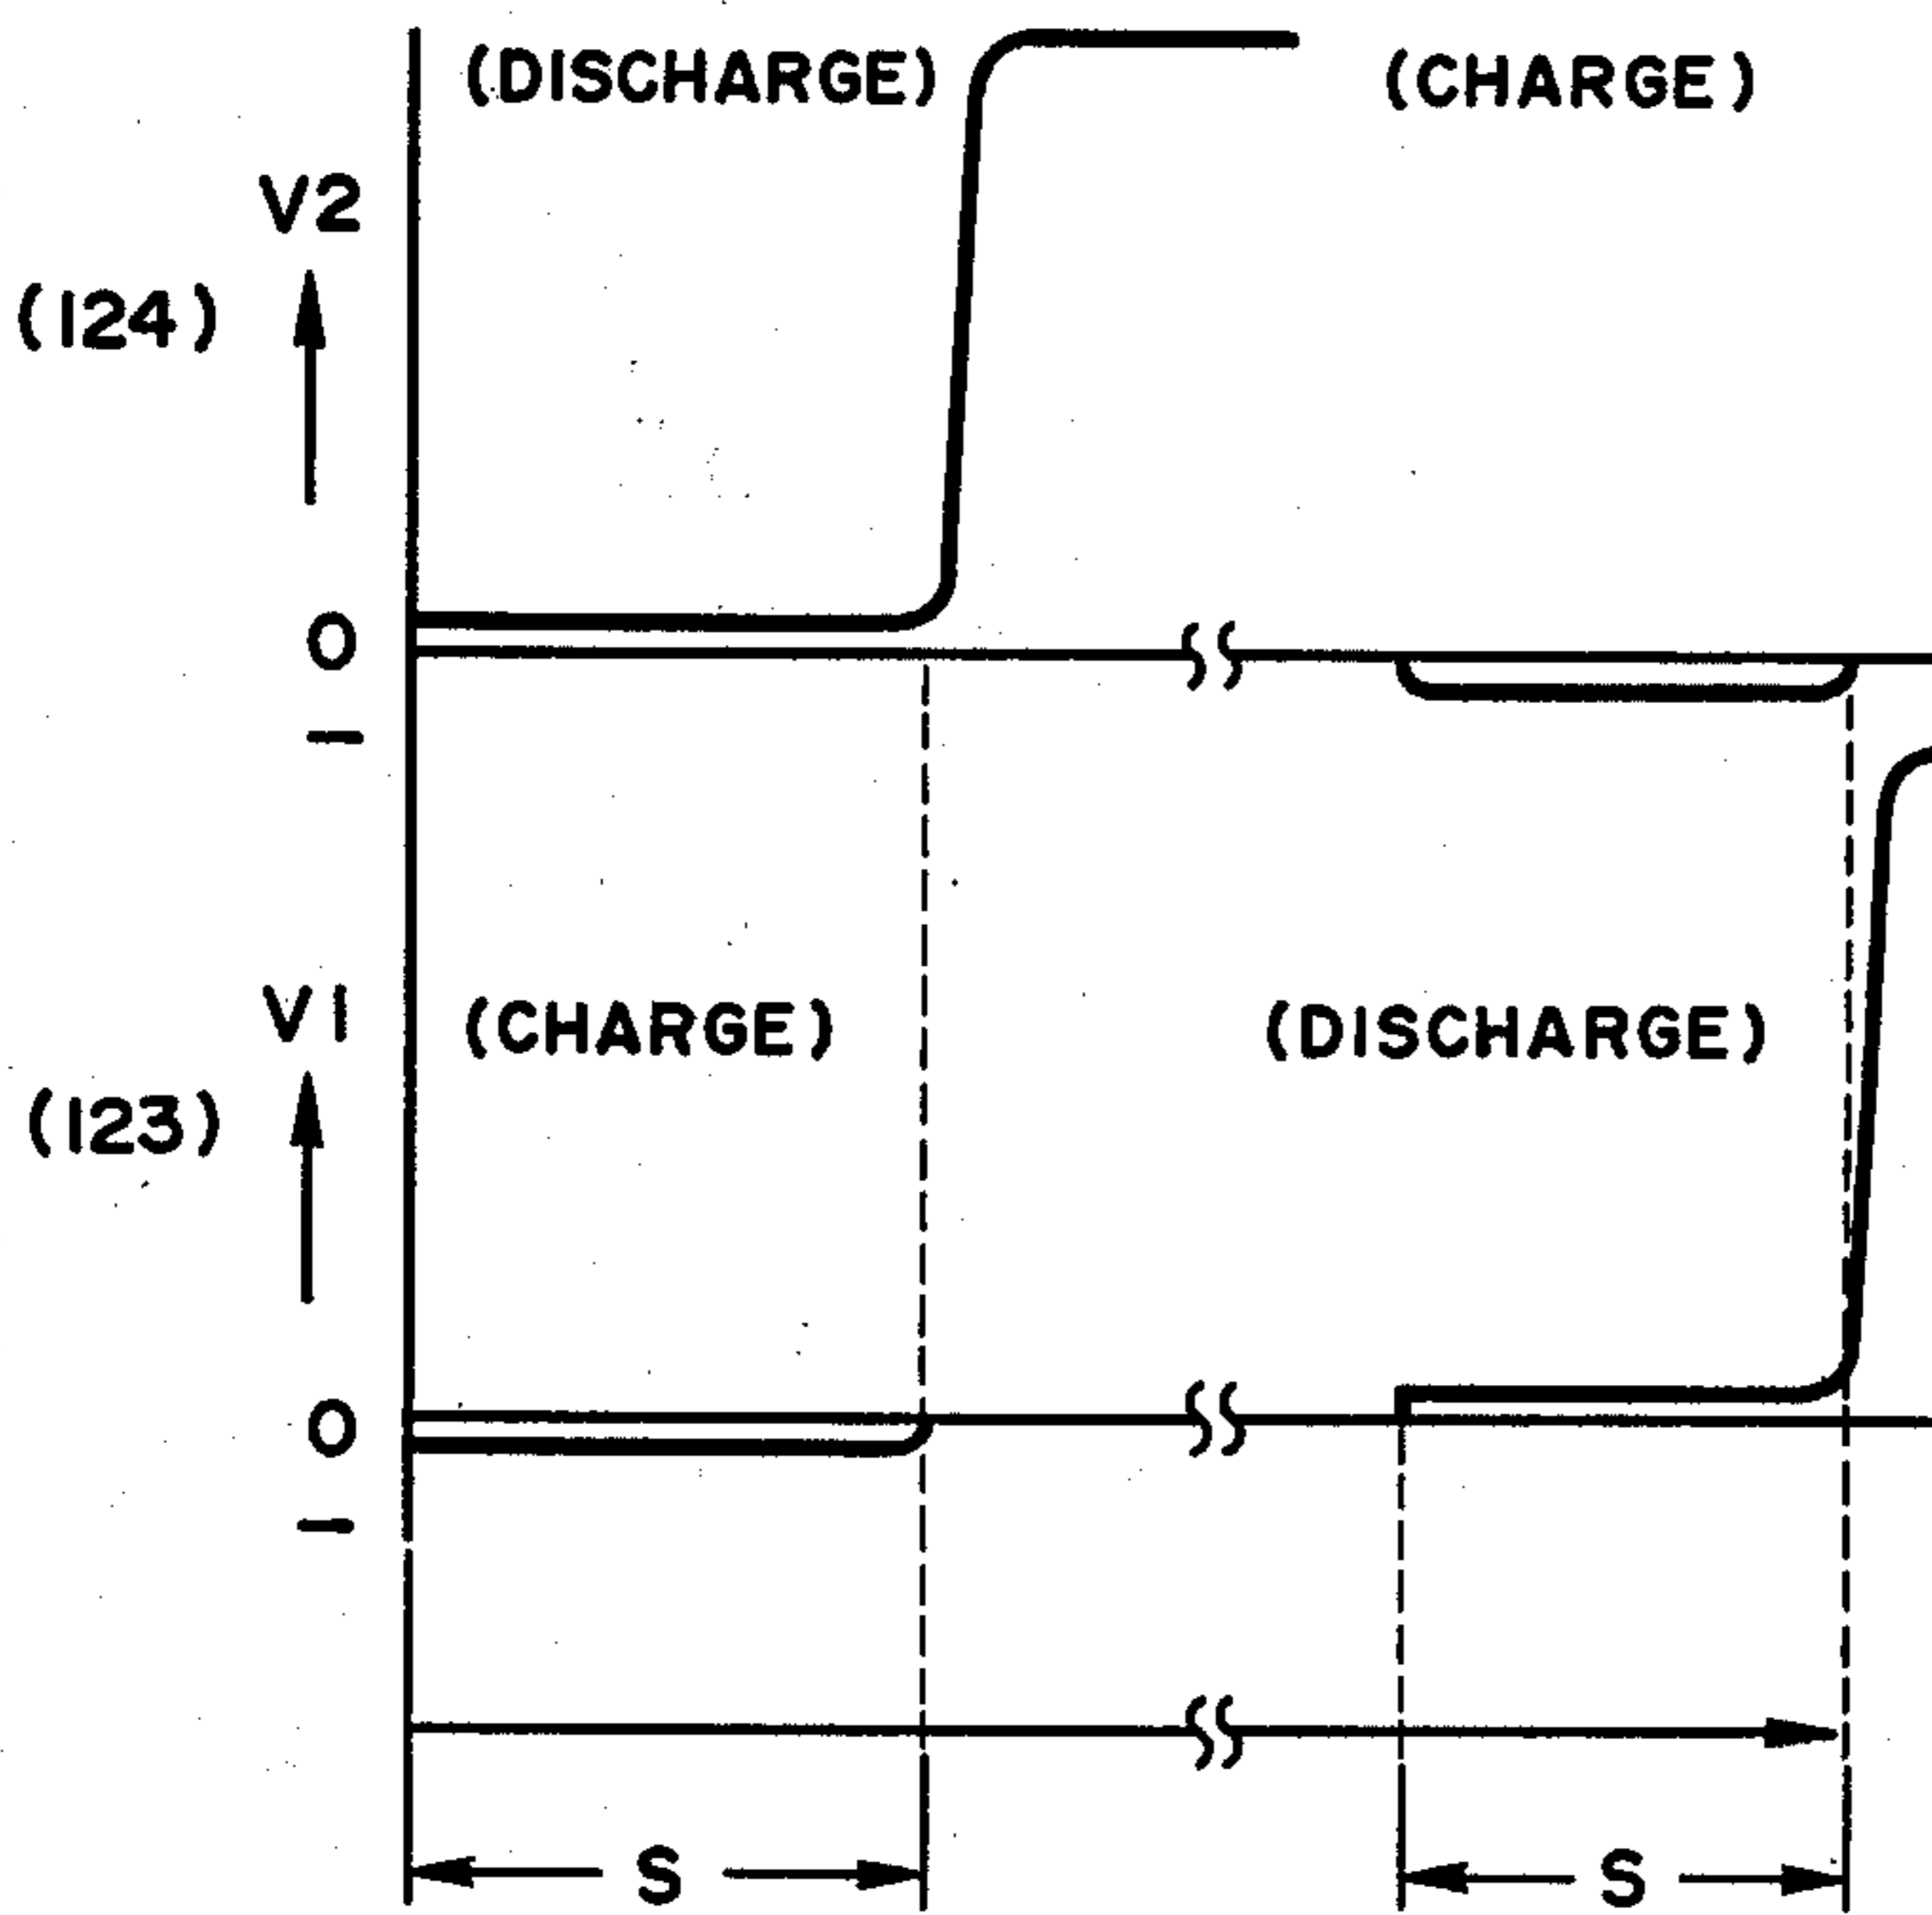 (DISCHARGE) (CHARGE)
V2
(124)
0
–
V1 (CHARGE) (DISCHARGE)
(123)
0
–
S S